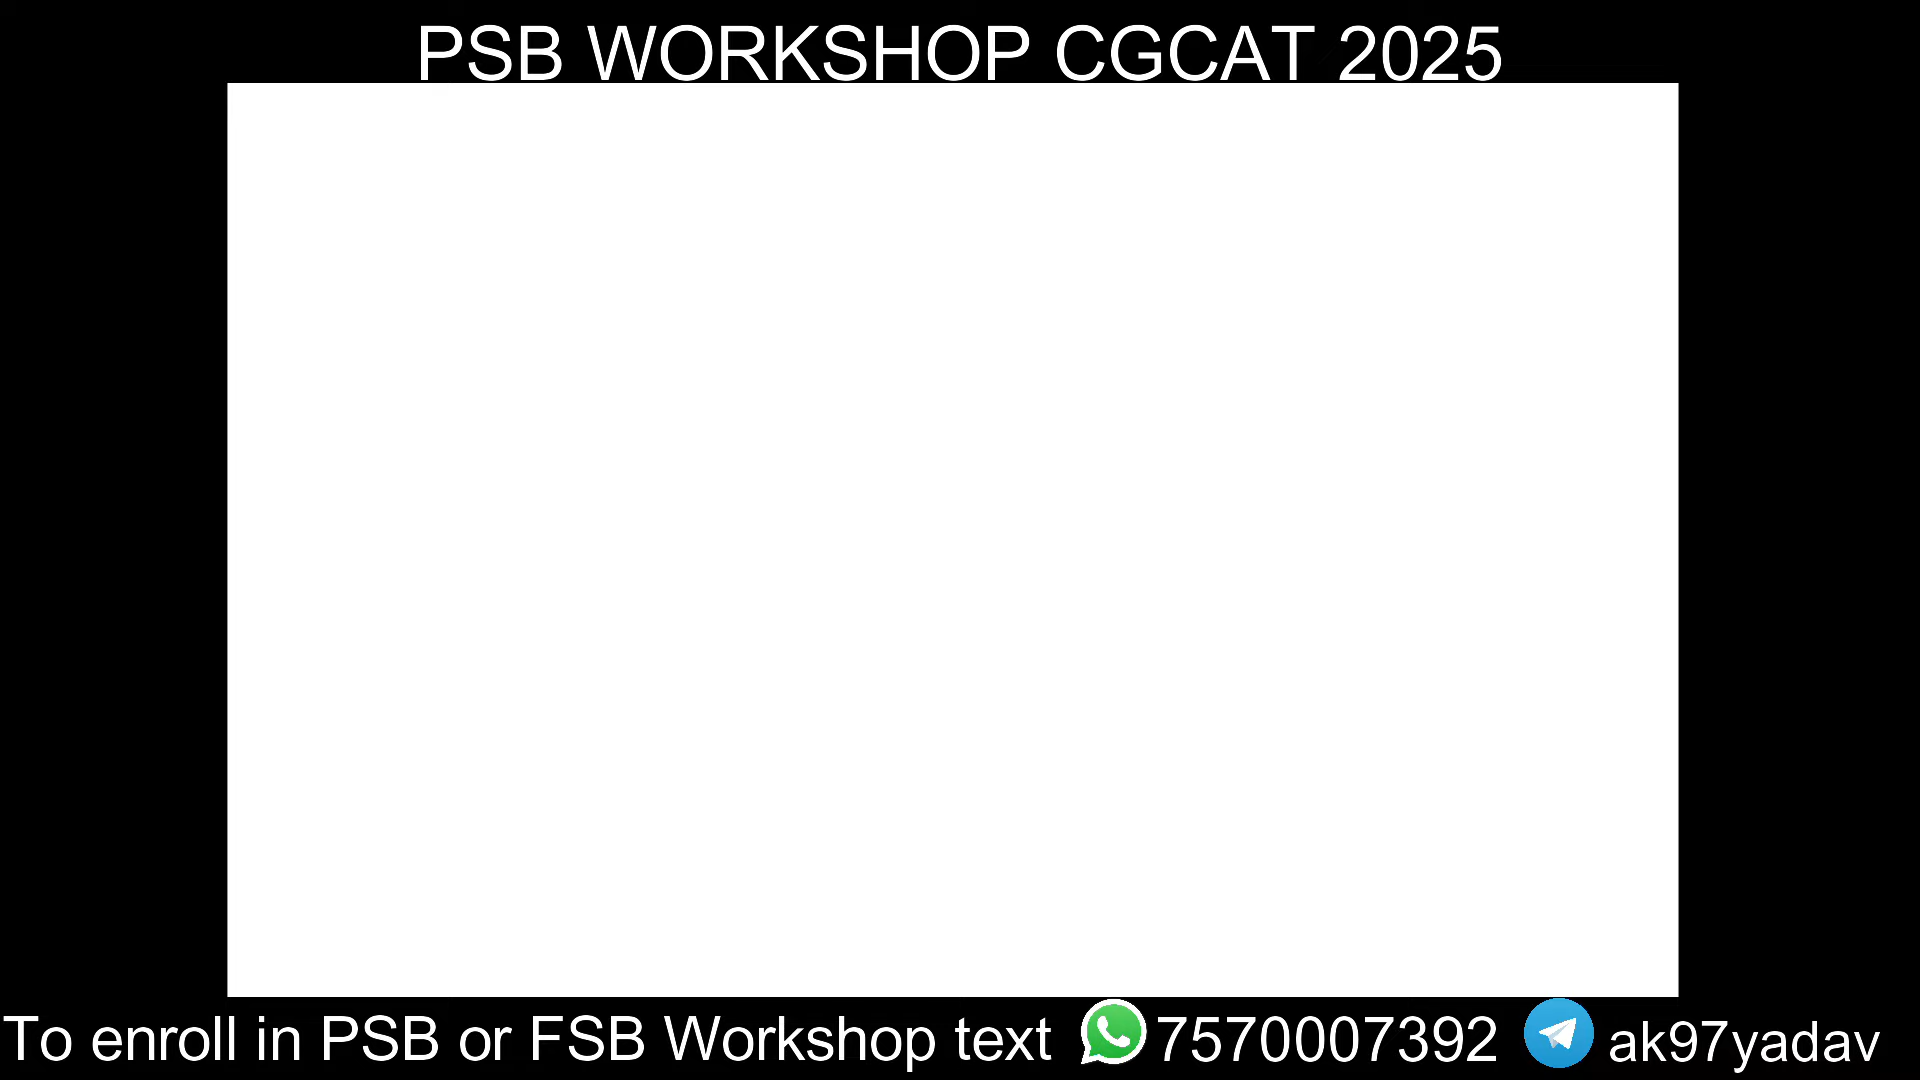 PSB WORKSHOP CGCAT 2025
To enroll in PSB or FSB Workshop text 7570007392 ak97yadav